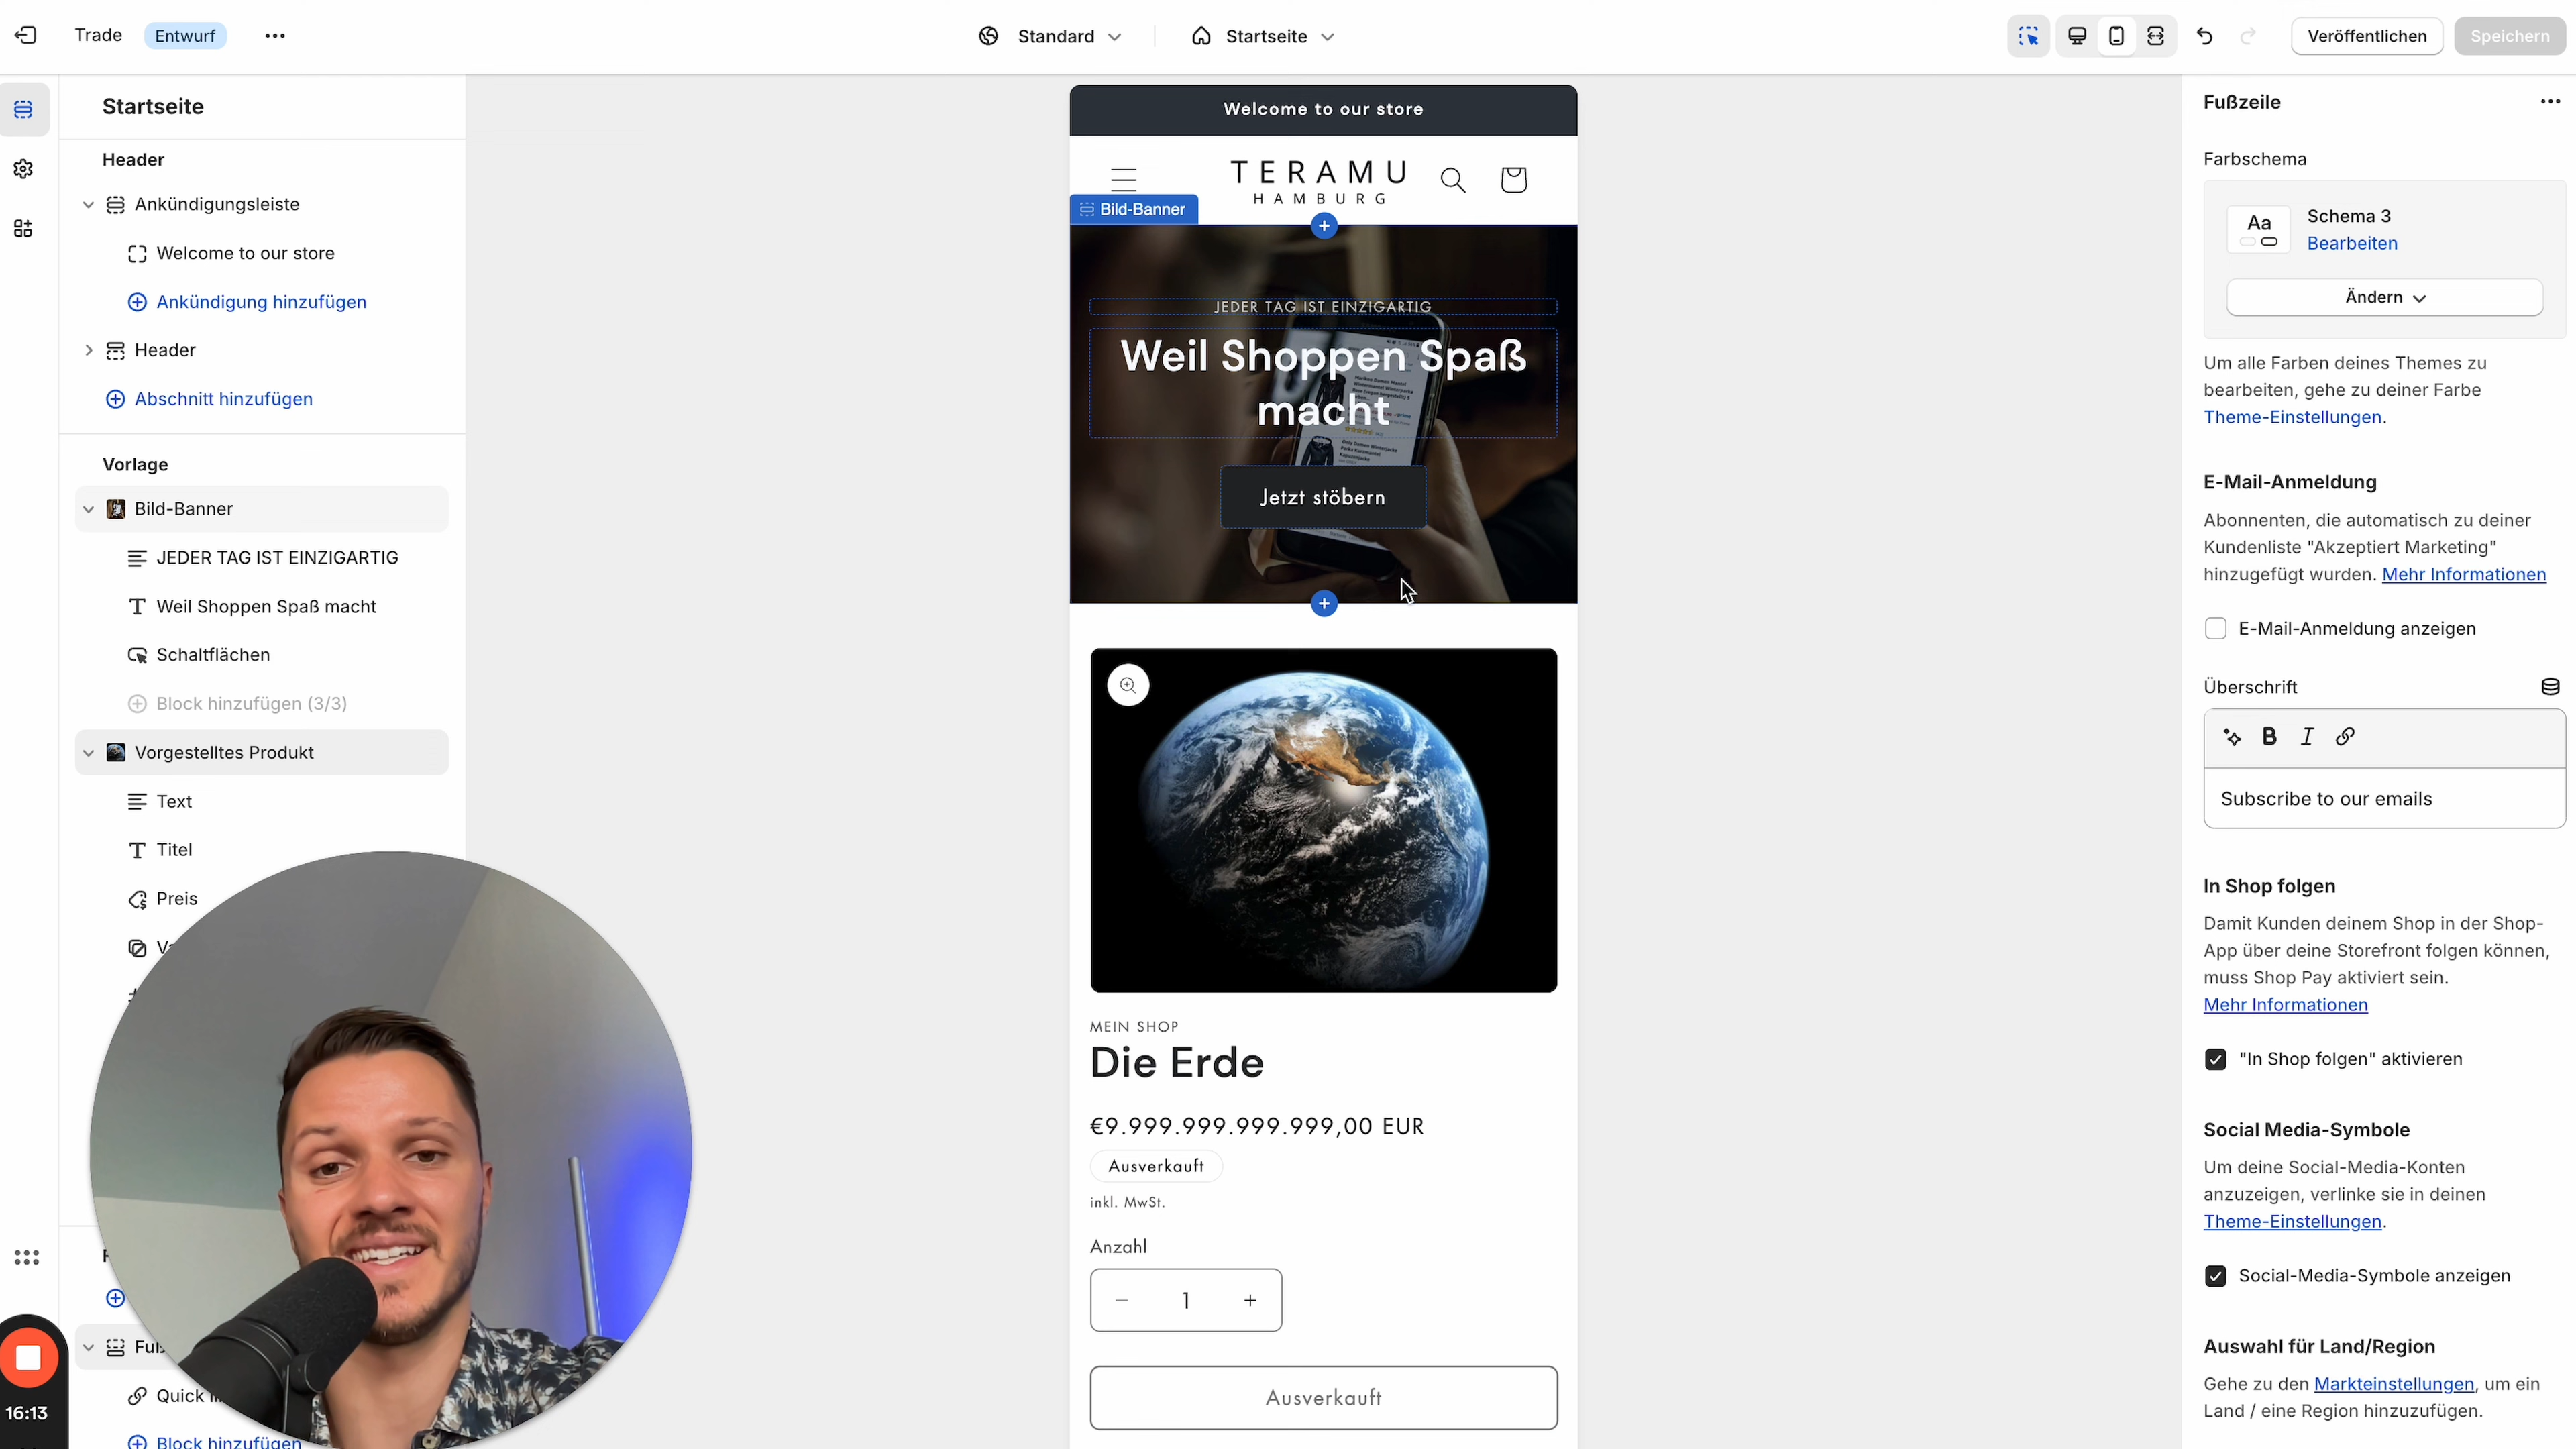 Trade
Entwurf
Standard
Startseite
Veröffentlichen
Speichern
Startseite
Header
Ankündigungsleiste
Welcome to our store
Ankündigung hinzufügen
Header
Abschnitt hinzufügen
Vorlage
Bild-Banner
JEDER TAG IST EINZIGARTIG
Weil Shoppen Spaß macht
Schaltflächen
Block hinzufügen (3/3)
Vorgestelltes Produkt
Text
Titel
Preis
Quick
Block hinzufügen
16:13
Welcome to our store
TERAMU
HAMBURG
Bild-Banner
JEDER TAG IST EINZIGARTIG
Weil Shoppen Spaß
macht
Jetzt stöbern
MEIN SHOP
Die Erde
€9.999.999.999.999,00 EUR
Ausverkauft
inkl. MwSt.
Anzahl
1
Ausverkauft
Fußzeile
Farbschema
Aa
Schema 3
Bearbeiten
Ändern
Um alle Farben deines Themes zu
bearbeiten, gehe zu deiner Farbe
Theme-Einstellungen.
E-Mail-Anmeldung
Abonnenten, die automatisch zu deiner
Kundenliste "Akzeptiert Marketing"
hinzugefügt wurden. Mehr Informationen
E-Mail-Anmeldung anzeigen
Überschrift
B I
Subscribe to our emails
In Shop folgen
Damit Kunden deinem Shop in der Shop-
App über deine Storefront folgen können,
muss Shop Pay aktiviert sein.
Mehr Informationen
"In Shop folgen" aktivieren
Social Media-Symbole
Um deine Social-Media-Konten
anzuzeigen, verlinke sie in deinen
Theme-Einstellungen.
Social-Media-Symbole anzeigen
Auswahl für Land/Region
Gehe zu den Markteinstellungen, um ein
Land / eine Region hinzuzufügen.